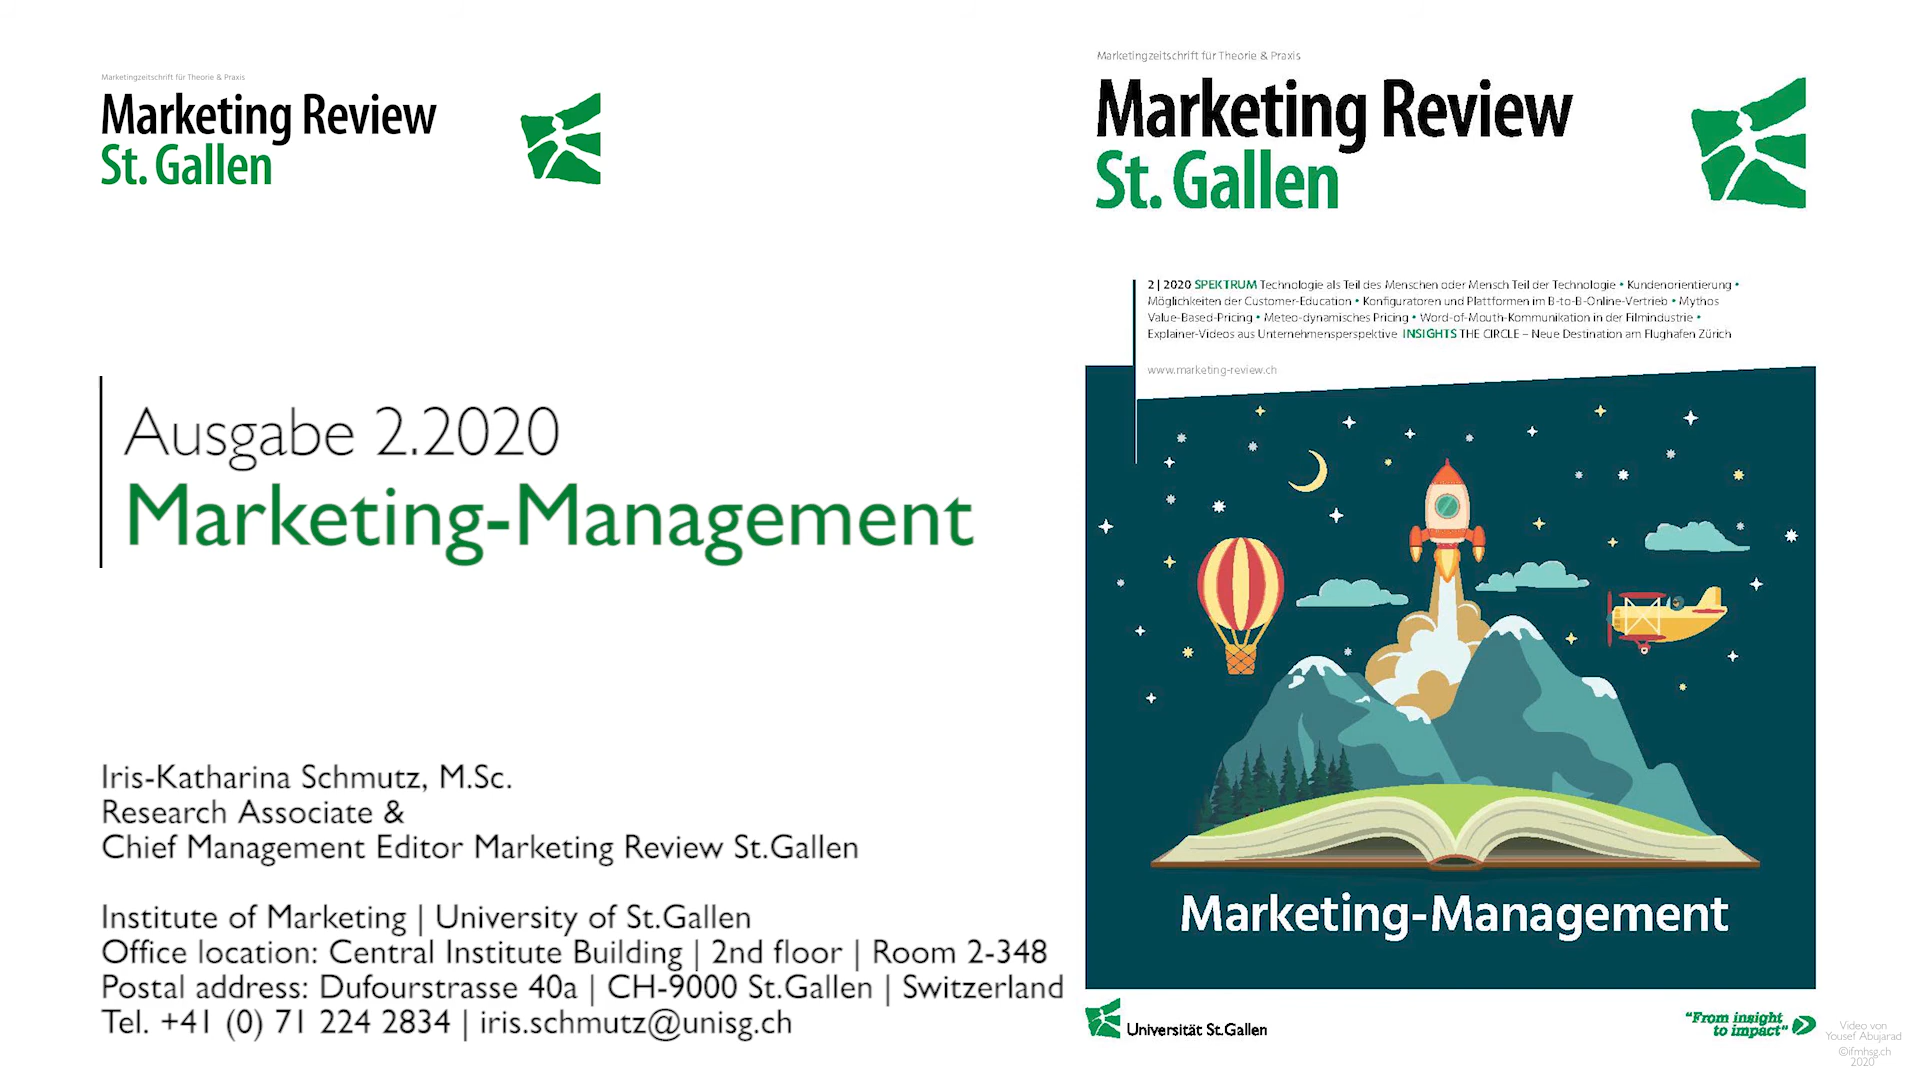 Marketingzeitschrift für Theorie & Praxis
Marketing Review
St. Gallen
Ausgabe 2.2020
Marketing-Management
Iris-Katharina Schmutz, M.Sc.
Research Associate &
Chief Management Editor Marketing Review St.Gallen
Institute of Marketing | University of St.Gallen
Office location: Central Institute Building | 2nd floor | Room 2-348
Postal address: Dufourstrasse 40a | CH-9000 St.Gallen | Switzerland
Tel. +41 (0) 71 224 2834 | iris.schmutz@unisg.ch
Marketingzeitschrift für Theorie & Praxis
Marketing Review
St. Gallen
2 | 2020 SPEKTRUM Technologie als Teil des Menschen oder Mensch Teil der Technologie • Kundenorientierung •
Möglichkeiten der Customer-Education • Konfiguratoren und Plattformen im B-to-B-Online-Vertrieb • Mythos
Value-Based-Pricing • Meteo-dynamisches Pricing • Word-of-Mouth-Kommunikation in der Filmindustrie •
Explainer-Videos aus Unternehmensperspektive INSIGHTS THE CIRCLE – Neue Destination am Flughafen Zürich
www.marketing-review.ch
Marketing-Management
Universität St.Gallen
"From insight
to impact"
Video von
Yousef Abujarad
©ifmhsg.ch
2020